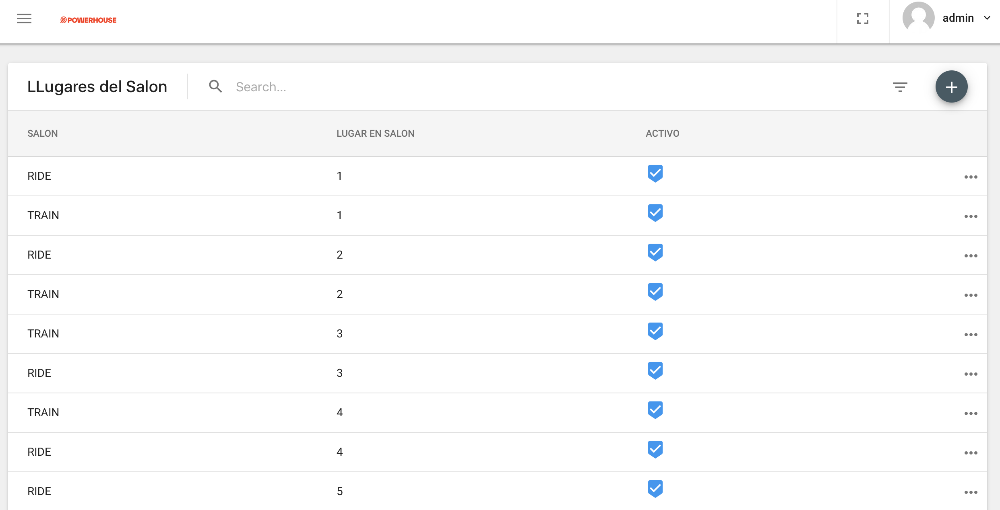 POWERHOUSE
admin
LLugares del Salon
Search...
SALON LUGAR EN SALON ACTIVO
RIDE 1
TRAIN 1
RIDE 2
TRAIN 2
TRAIN 3
RIDE 3
TRAIN 4
RIDE 4
RIDE 5